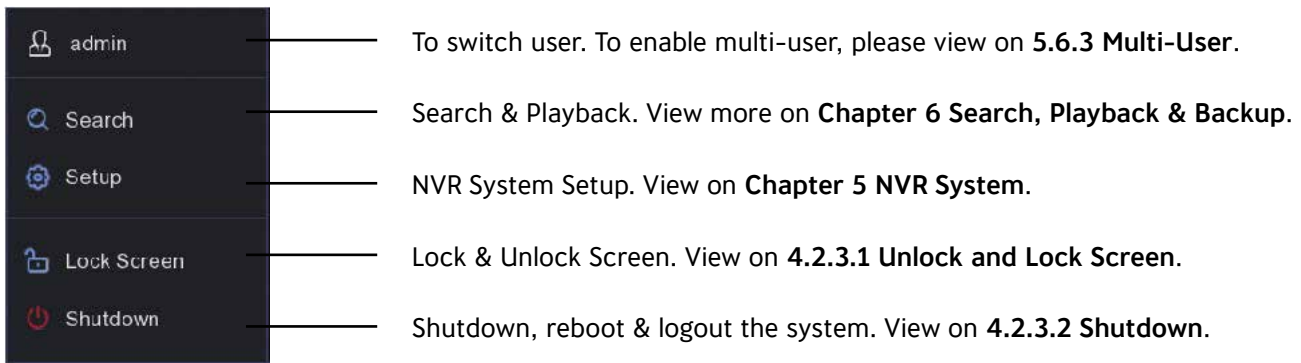 admin To switch user. To enable multi-user, please view on 5.6.3 Multi-User.
Search Search & Playback. View more on Chapter 6 Search, Playback & Backup.
Setup NVR System Setup. View on Chapter 5 NVR System.
Lock Screen Lock & Unlock Screen. View on 4.2.3.1 Unlock and Lock Screen.
Shutdown Shutdown, reboot & logout the system. View on 4.2.3.2 Shutdown.